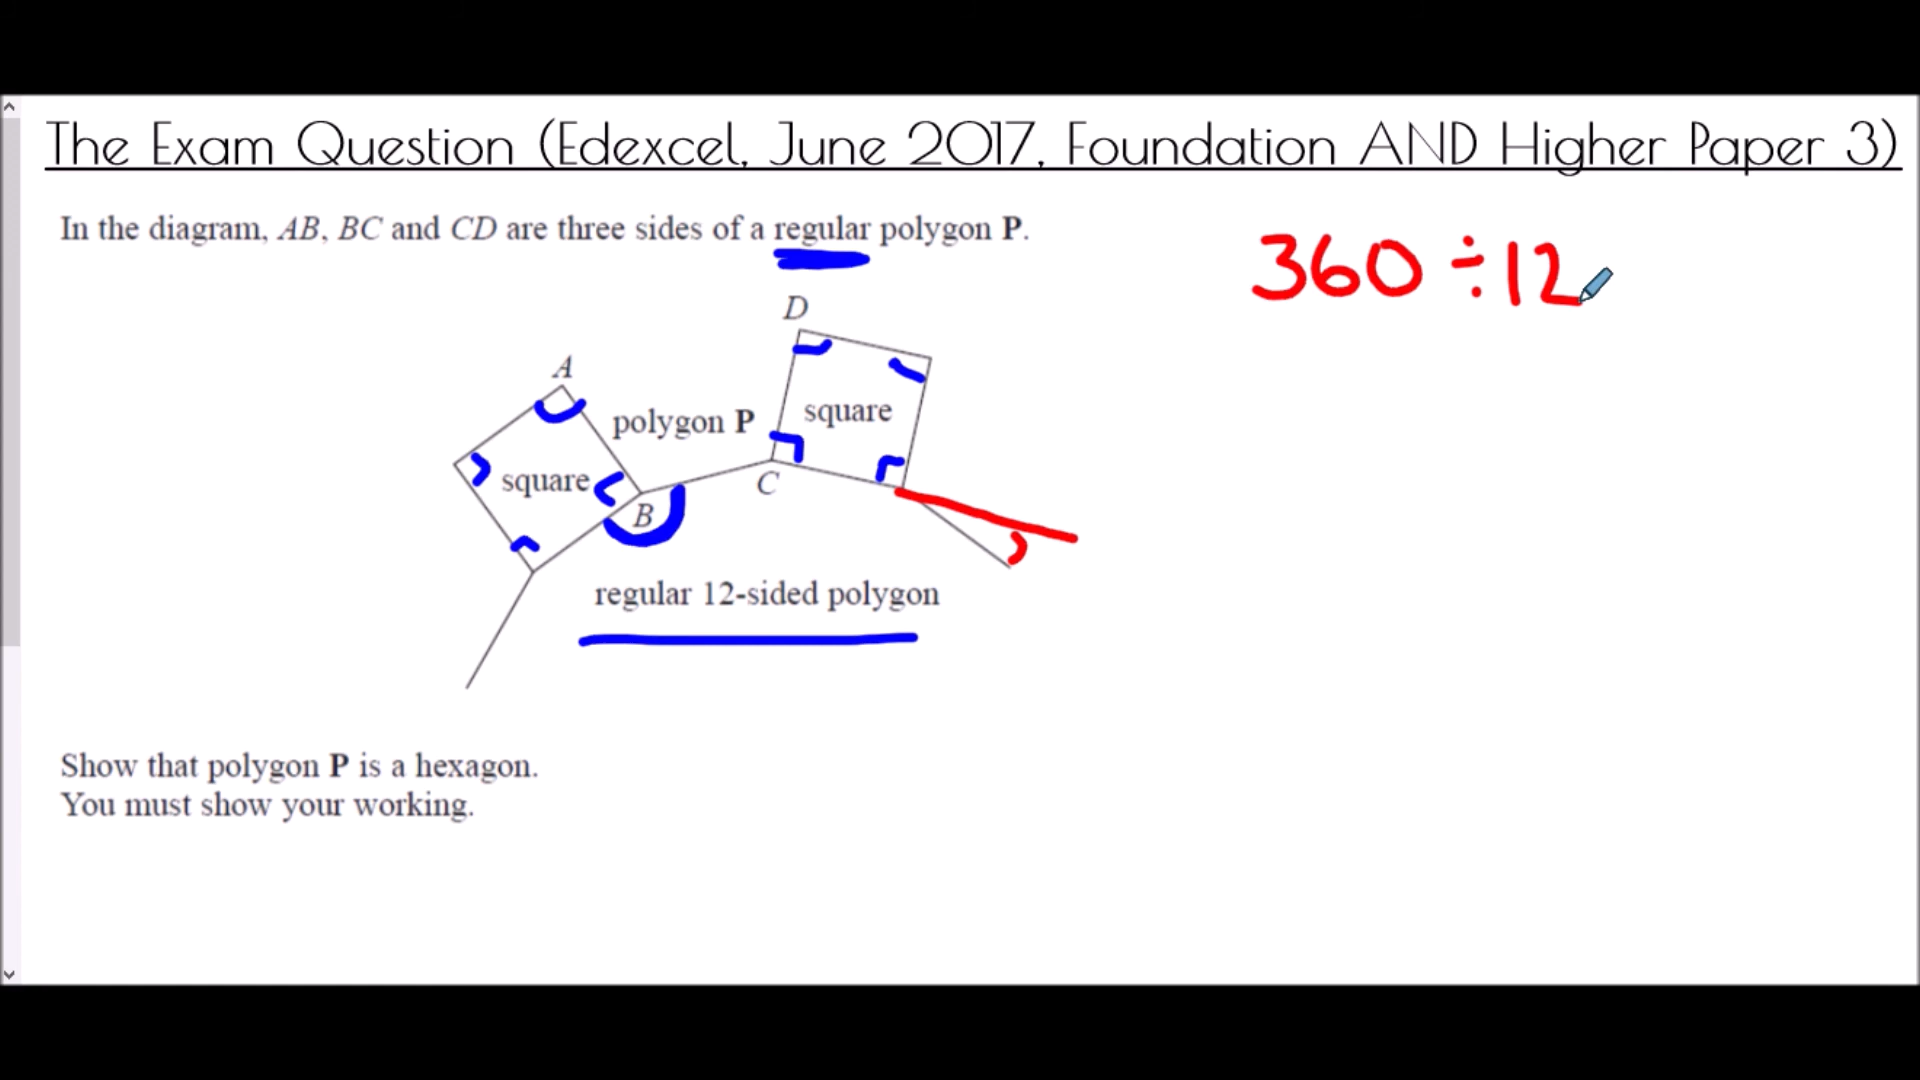 The Exam Question (Edexcel, June 2017, Foundation AND Higher Paper 3)
In the diagram, AB, BC and CD are three sides of a regular polygon P.
360 ÷ 12
D
A
polygon P
square
square
C
B
regular 12-sided polygon
Show that polygon P is a hexagon.
You must show your working.